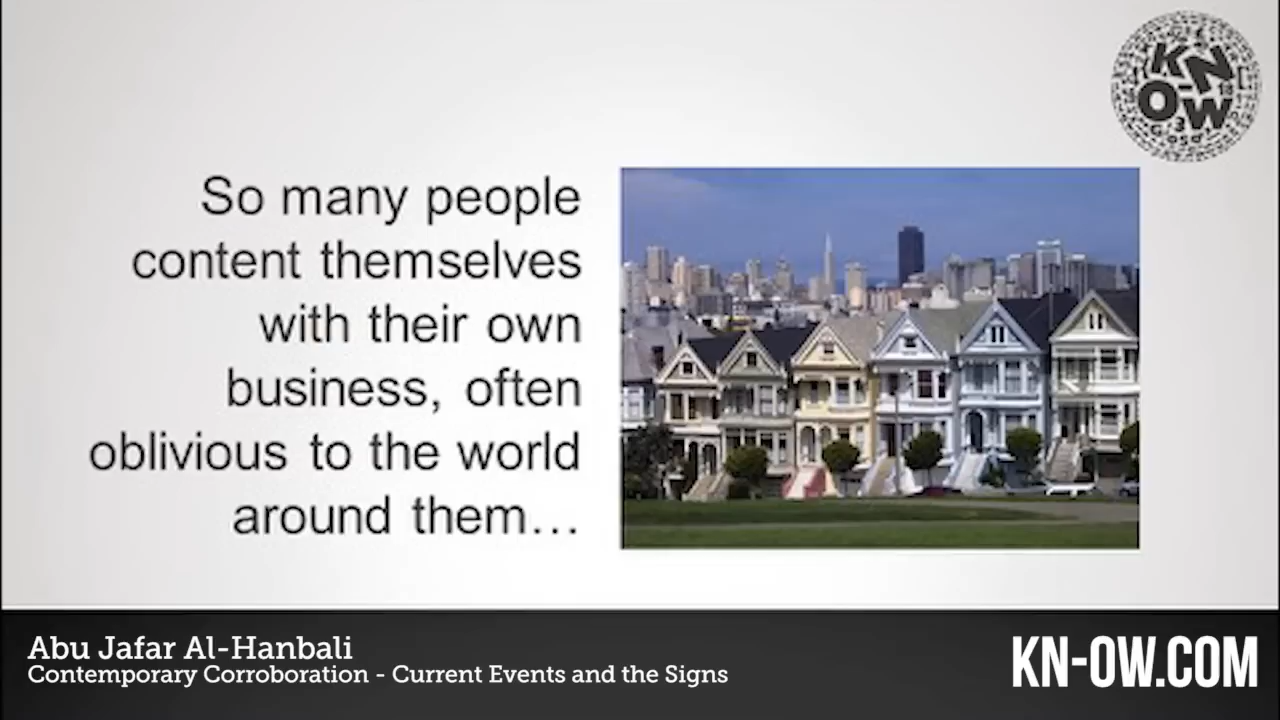 KN
OW
So many people
content themselves
with their own
business, often
oblivious to the world
around them...
Abu Jafar Al-Hanbali
Contemporary Corroboration - Current Events and the Signs
KN-OW.COM